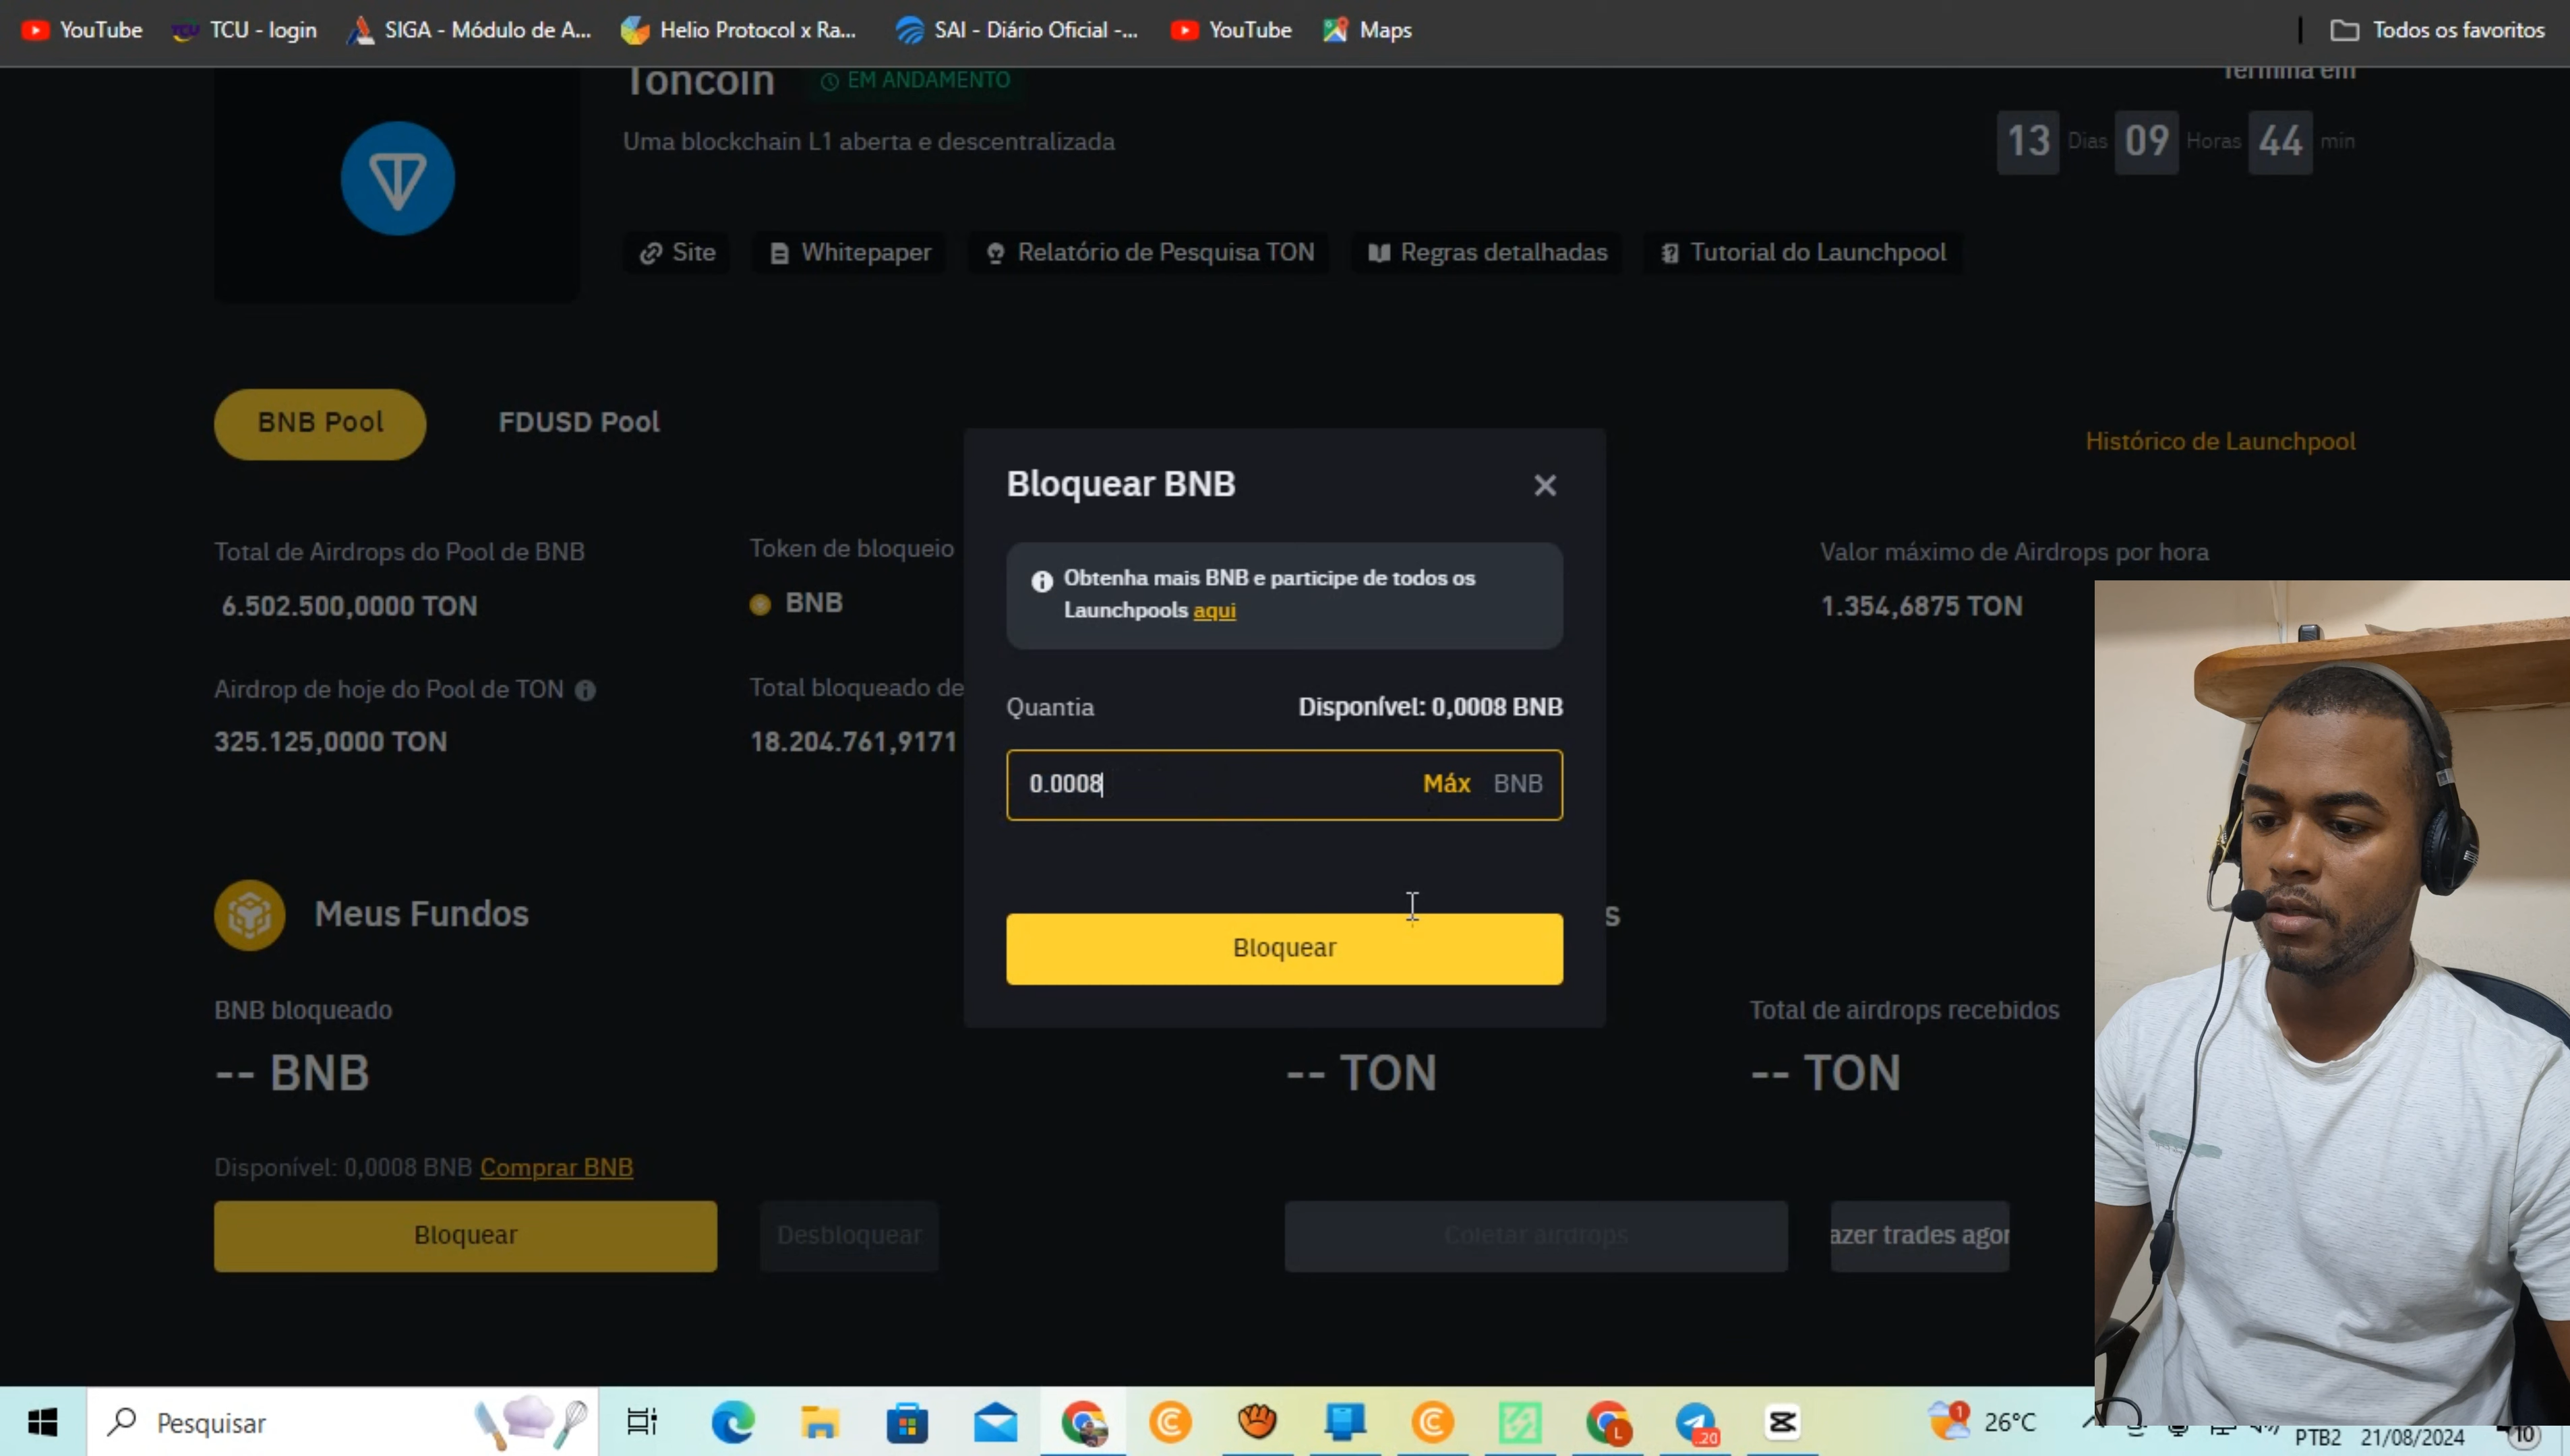 YouTube TCU - login SIGA - Módulo de A... Helio Protocol x Ra... SAI - Diário Oficial -... YouTube Maps Todos os favoritos
Toncoin EM ANDAMENTO Termina em
Uma blockchain L1 aberta e descentralizada 13 Dias 09 Horas 44 min
Site Whitepaper Relatório de Pesquisa TON Regras detalhadas Tutorial do Launchpool
BNB Pool FDUSD Pool Histórico de Launchpool
Bloquear BNB
Obtenha mais BNB e participe de todos os
Launchpools aqui
Quantia Disponível: 0,0008 BNB
0.0008 Máx BNB
Bloquear
Total de Airdrops do Pool de BNB Token de bloqueio Valor máximo de Airdrops por hora
6.502.500,0000 TON BNB 1.354,6875 TON
Airdrop de hoje do Pool de TON Total bloqueado de
325.125,0000 TON 18.204.761,9171
Meus Fundos s
BNB bloqueado Total de airdrops recebidos
-- BNB -- TON -- TON
Disponível: 0,0008 BNB Comprar BNB
Bloquear Desbloquear Coletar airdrops azer trades agor
Pesquisar 26°C
PTB2 21/08/2024 10
1
L
20